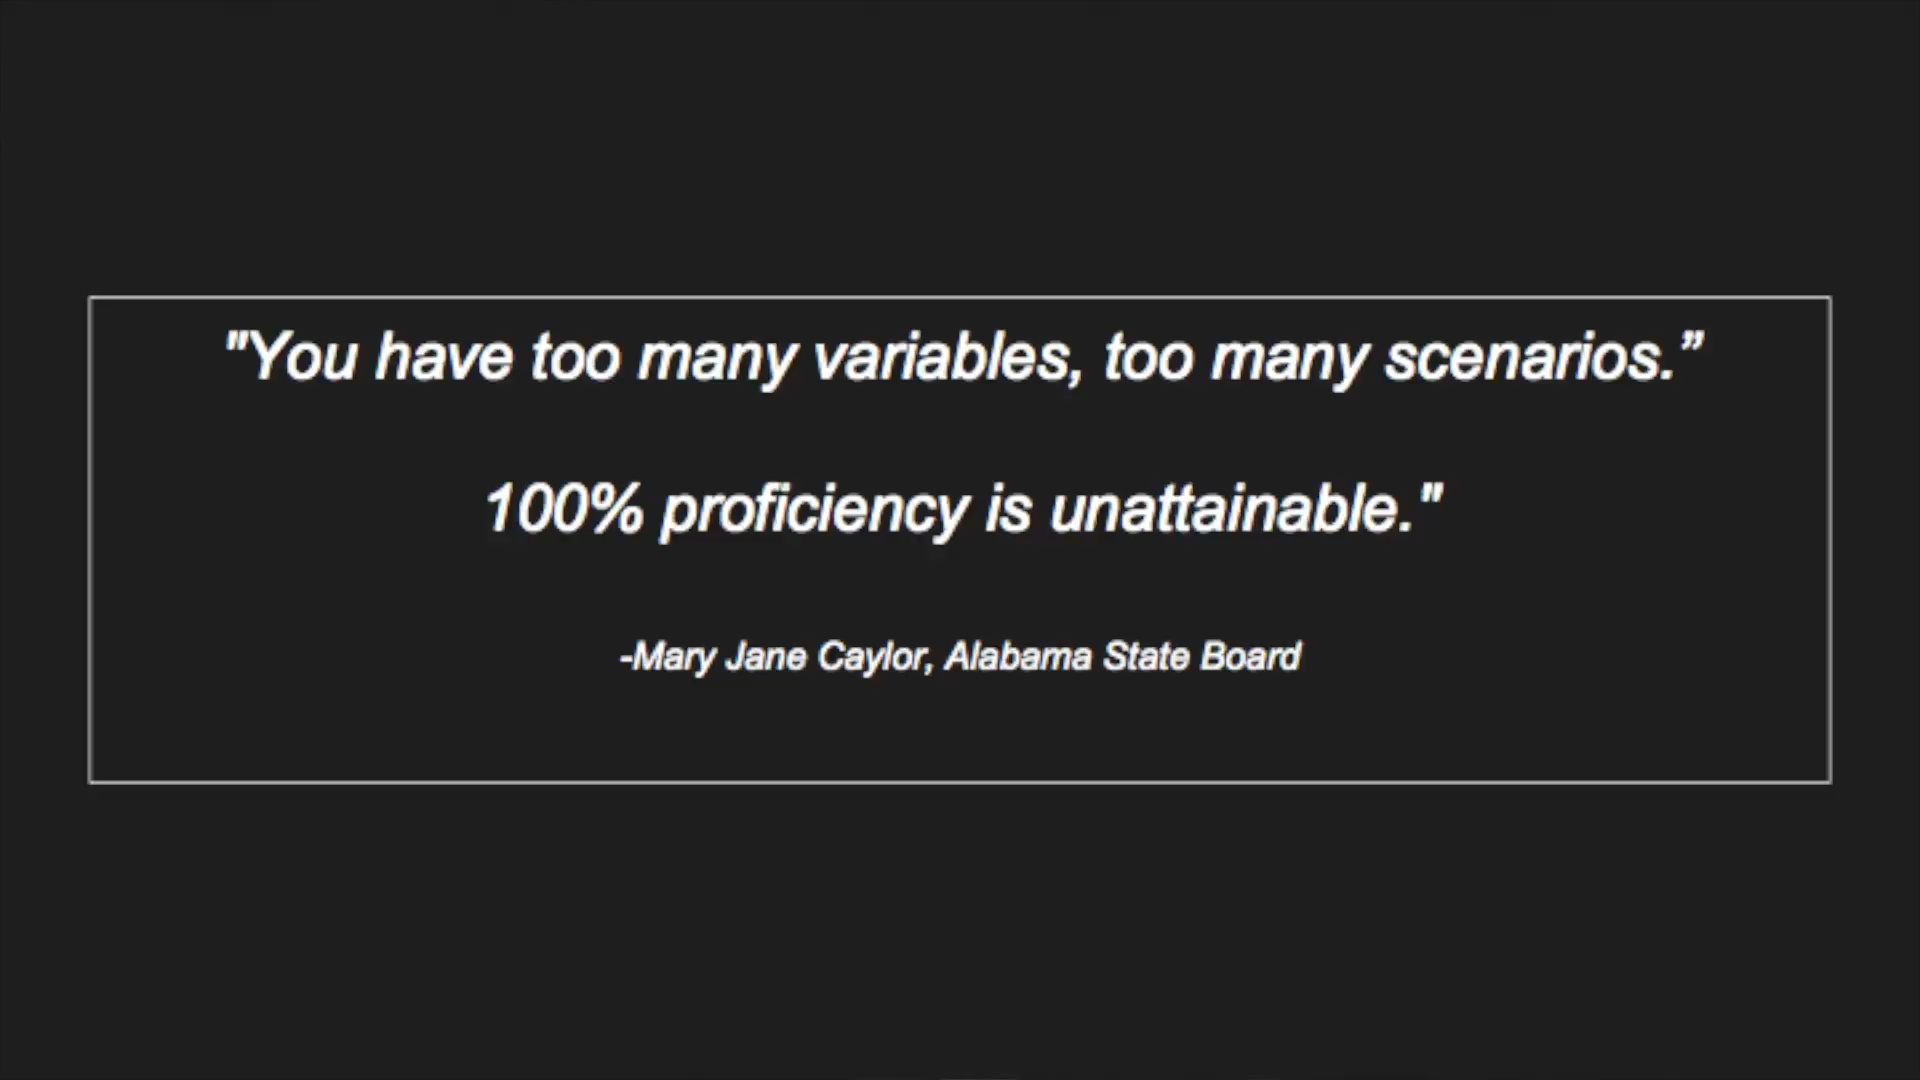 "You have too many variables, too many scenarios.”
100% proficiency is unattainable."
-Mary Jane Caylor, Alabama State Board